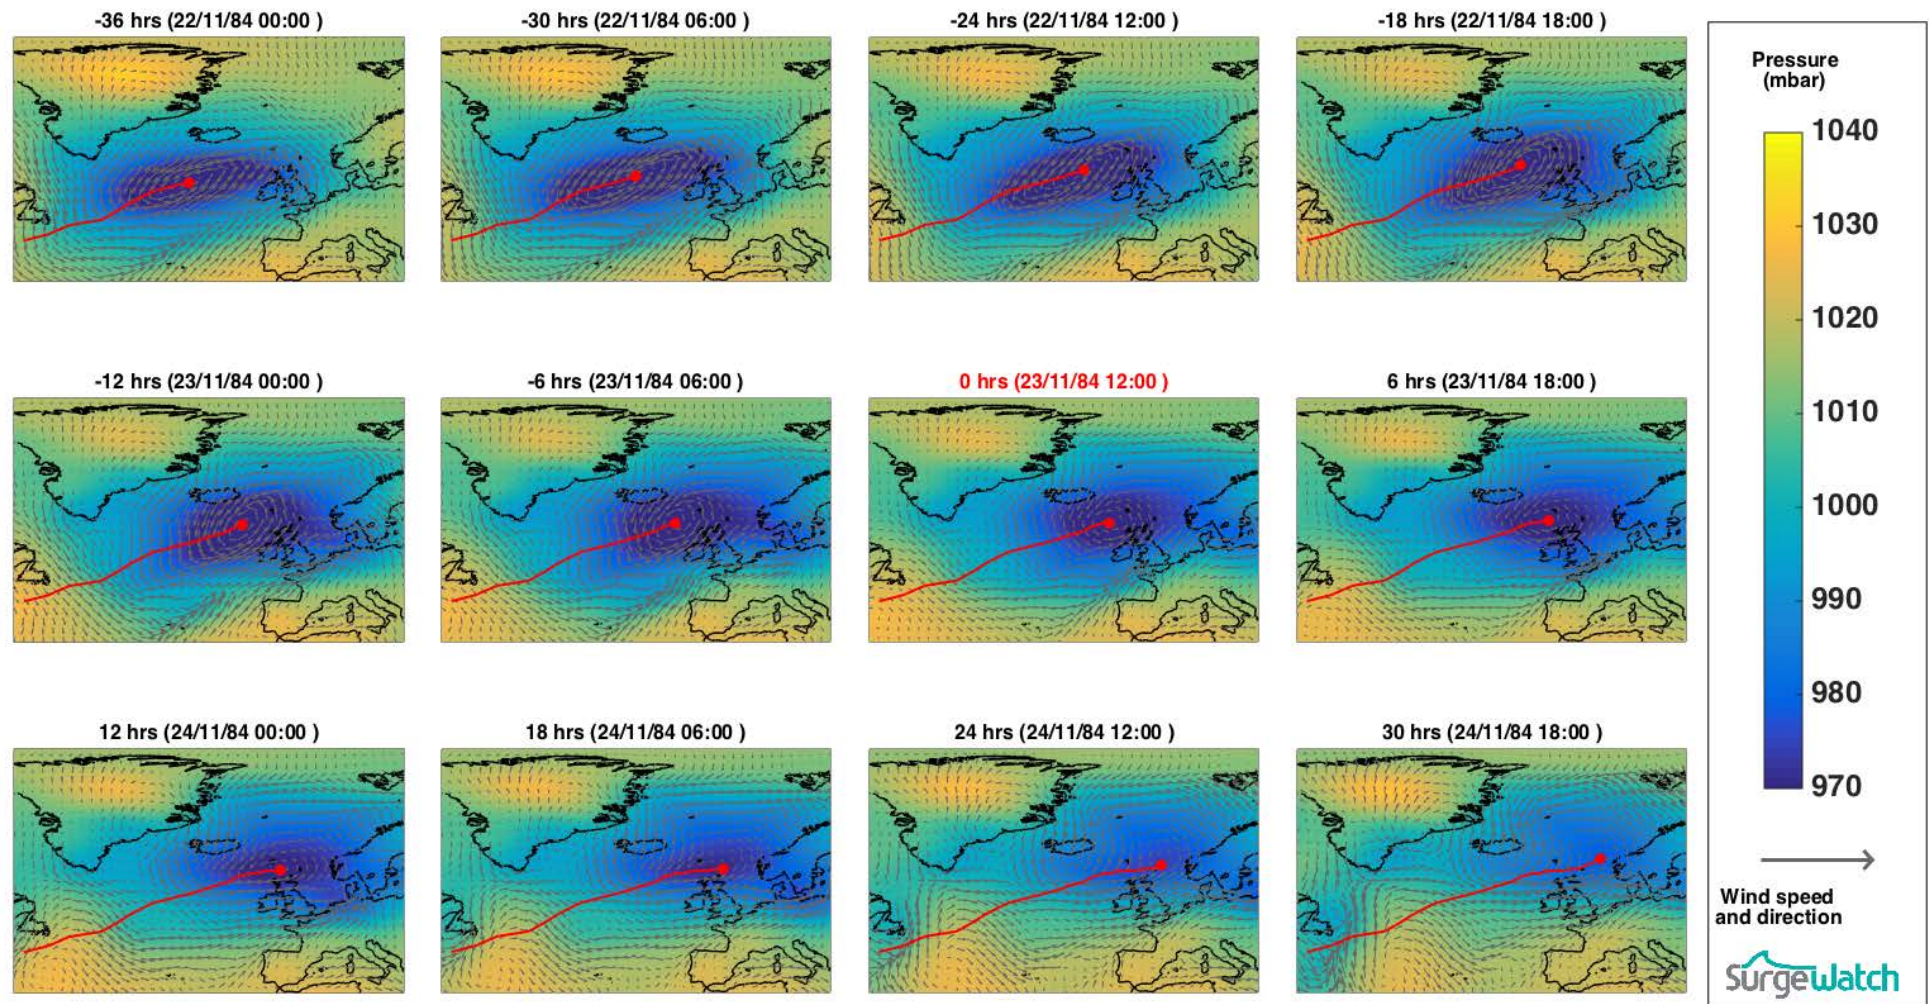 -36 hrs (22/11/84 00:00 )
-30 hrs (22/11/84 06:00 )
-24 hrs (22/11/84 12:00 )
-18 hrs (22/11/84 18:00 )
-12 hrs (23/11/84 00:00 )
-6 hrs (23/11/84 06:00 )
0 hrs (23/11/84 12:00 )
6 hrs (23/11/84 18:00 )
12 hrs (24/11/84 00:00 )
18 hrs (24/11/84 06:00 )
24 hrs (24/11/84 12:00 )
30 hrs (24/11/84 18:00 )
Pressure
(mbar)
1040
1030
1020
1010
1000
990
980
970
Wind speed
and direction
Surgewatch